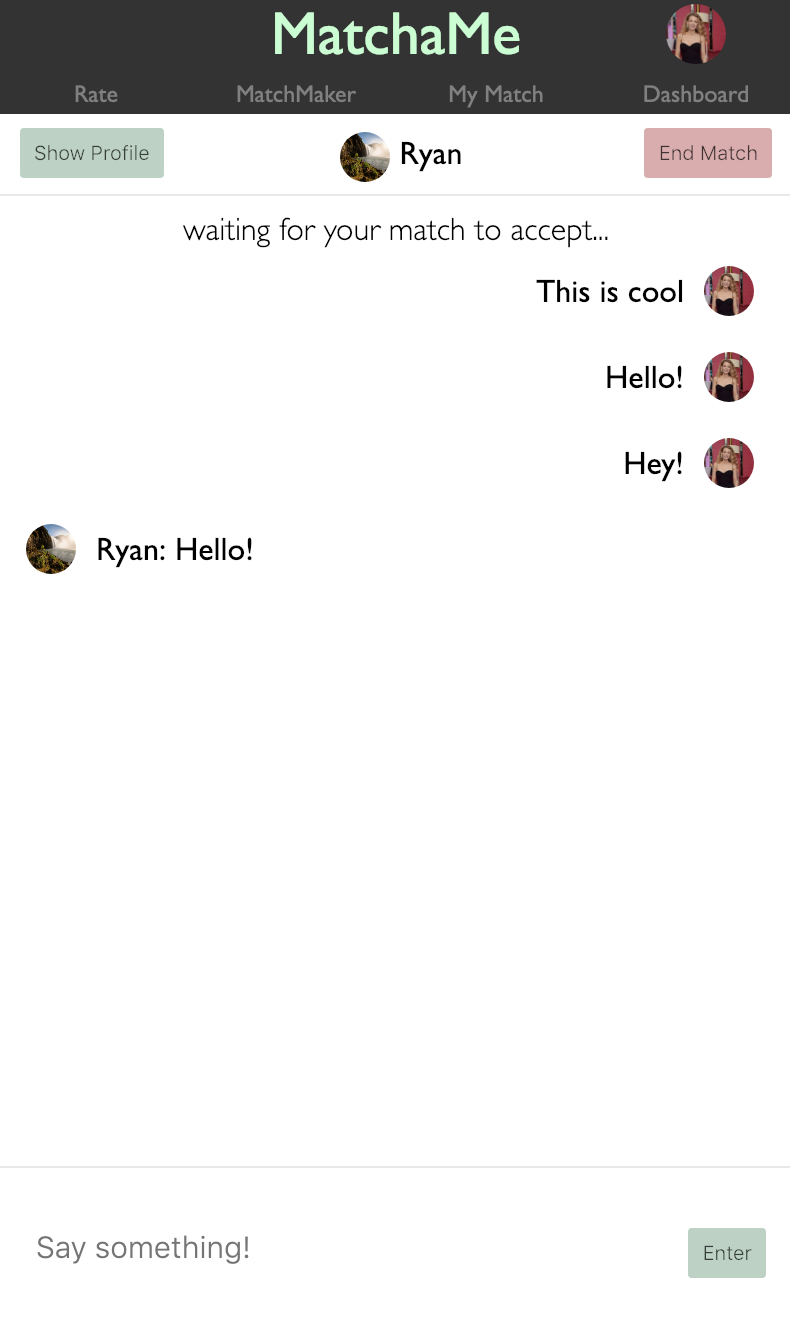 MatchaMe
Rate MatchMaker My Match Dashboard
Show Profile Ryan End Match
waiting for your match to accept...
This is cool
Hello!
Hey!
Ryan: Hello!
Say something! Enter